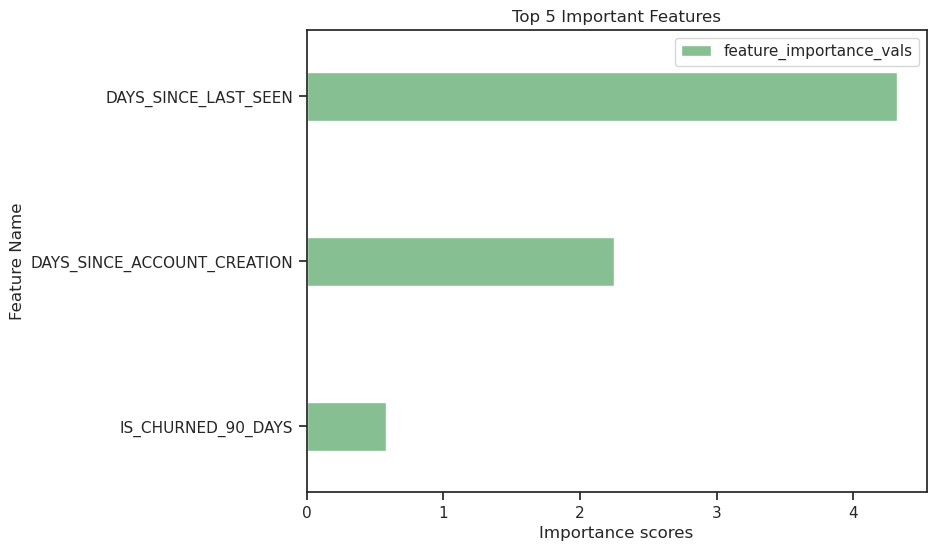 Top 5 Important Features
feature_importance_vals
Feature Name
DAYS_SINCE_LAST_SEEN
DAYS_SINCE_ACCOUNT_CREATION
IS_CHURNED_90_DAYS
0 1 2 3 4
Importance scores